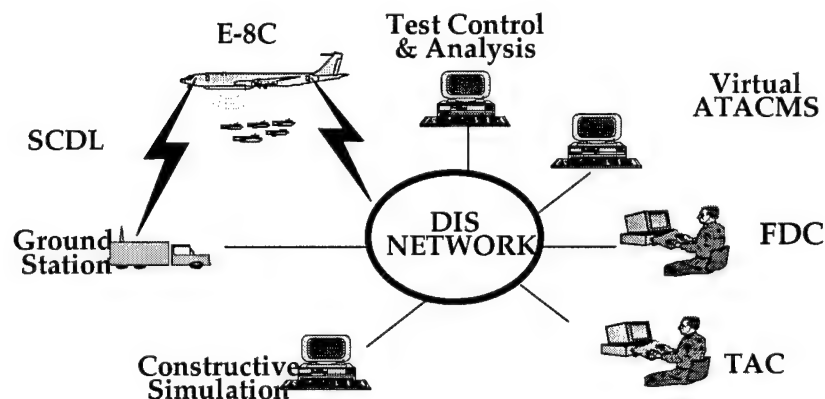 E-8C
Test Control
& Analysis
Virtual
ATACMS
SCDL
DIS
NETWORK
Ground
Station
FDC
Constructive
Simulation
TAC